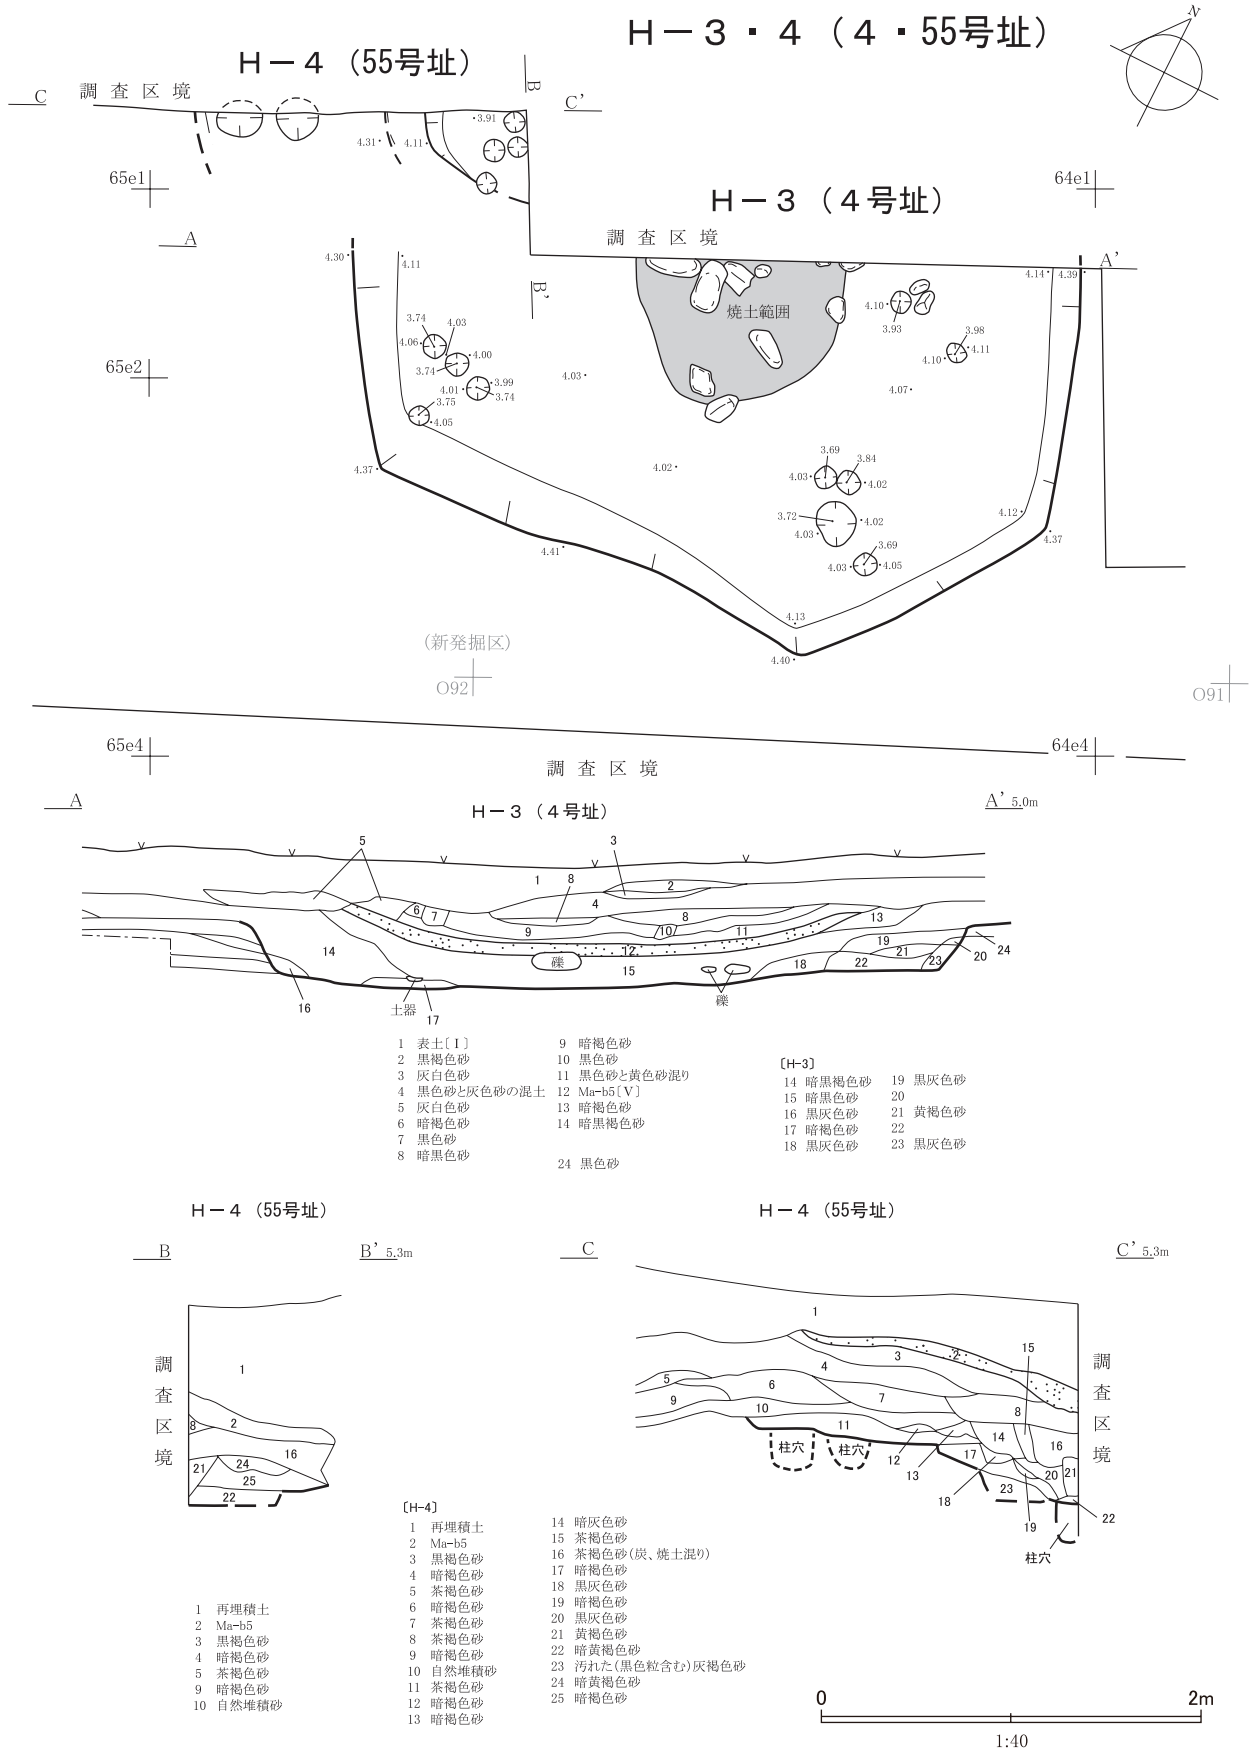 H－3・4（4・55号址）
N
H－4（55号址）
B
C 調査区境 C'
3.91
4.31 4.11
65e1 64e1
H－3（4号址）
A 調査区境 A'
4.30 4.11 4.14 4.39
B'
焼土範囲
4.10
3.93
3.74 4.03
4.06 4.00
3.74
3.98
4.10 4.11
65e2
4.03
4.01 3.99
3.74
3.75
4.05
4.07
4.37
4.02
3.69 3.84
4.03 4.02
3.72 4.02
4.03
4.12
4.37
4.41
3.69
4.03 4.05
4.13
4.40
(新発掘区)
O92 O91
65e4 64e4
調査区境
A H－3（4号址） A' 5.0m
5 3
1 8 2
4
6 7 8 13
9 10 11
12
14 礫 15 19 24
18 22 21 23 20
16 土器 17 礫
1 表土〔I〕
2 黒褐色砂
3 灰白色砂
4 黒色砂と灰色砂の混土
5 灰白色砂
6 暗褐色砂
7 黒色砂
8 暗黒色砂
9 暗褐色砂
10 黒色砂
11 黒色砂と黄色砂混り
12 Ma-b5〔V〕
13 暗褐色砂
14 暗黒褐色砂
24 黒色砂
〔H-3〕
14 暗黒褐色砂
15 暗黒色砂
16 黒灰色砂
17 暗褐色砂
18 黒灰色砂
19 黒灰色砂
20
21 黄褐色砂
22
23 黒灰色砂
H－4（55号址）
B B' 5.3m
調査区境
1
8 2
16
21 24
25
22
H－4（55号址）
C C' 5.3m
調査区境
1
2 15
3
4
5 6
7
9 10 8
11 14 16
柱穴 柱穴 12 13 17
20 21
23
18 19 22
柱穴
1 再埋積土
2 Ma-b5
3 黒褐色砂
4 暗褐色砂
5 茶褐色砂
9 暗褐色砂
10 自然堆積砂
〔H-4〕
1 再埋積土
2 Ma-b5
3 黒褐色砂
4 暗褐色砂
5 茶褐色砂
6 暗褐色砂
7 茶褐色砂
8 茶褐色砂
9 暗褐色砂
10 自然堆積砂
11 茶褐色砂
12 暗褐色砂
13 暗褐色砂
14 暗灰色砂
15 茶褐色砂
16 茶褐色砂(炭、焼土混り)
17 暗褐色砂
18 黒灰色砂
19 暗褐色砂
20 黒灰色砂
21 黄褐色砂
22 暗黄褐色砂
23 汚れた(黒色粒含む)灰褐色砂
24 暗黄褐色砂
25 暗褐色砂
0 2m
1:40